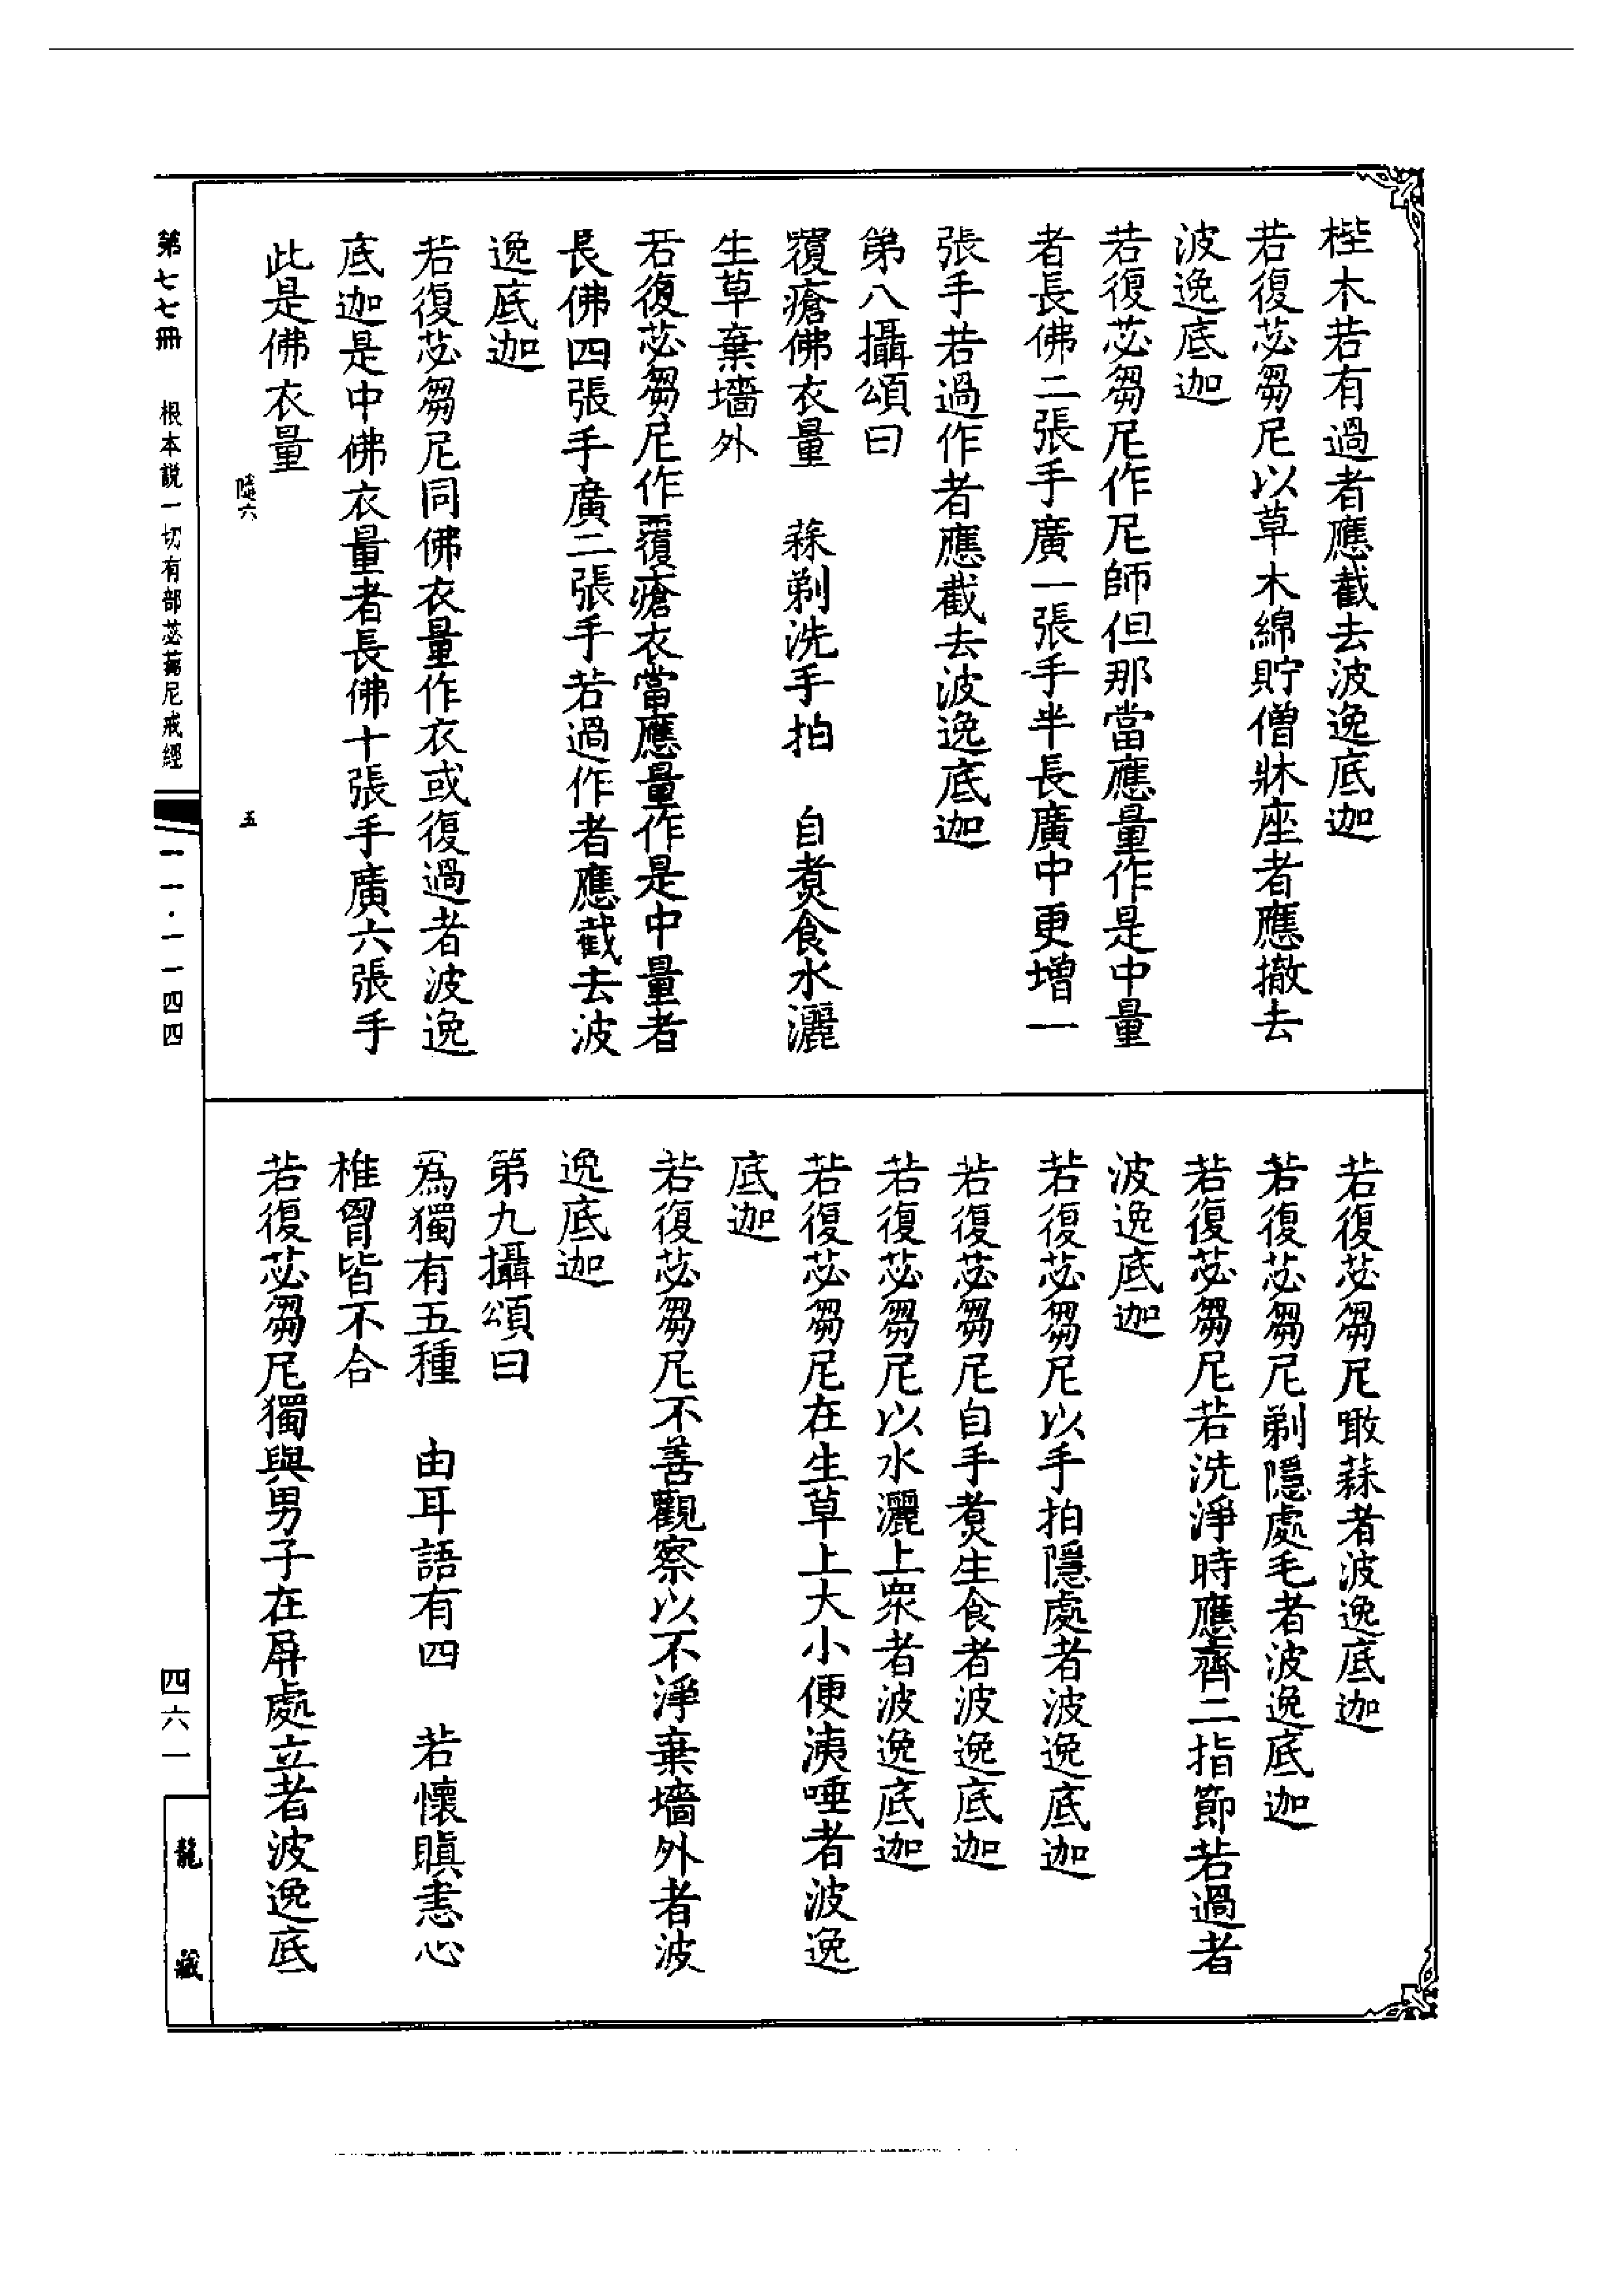 梐木若有過者應截去波逸底迦
若復苾芻尼以草木綿貯僧牀座者應撤去
波逸底迦
若復苾芻尼作尼師但那當應量作是中量
者長佛二張手廣一張手半長廣中更增一
張手若過作者應截去波逸底迦
第八攝頌曰
覆瘡佛衣量　蒜剃洗手拍　自煑食水灑
生草棄墻外
若復苾芻尼作覆瘡衣當應量作是中量者
長佛四張手廣二張手若過作者應截去波
逸底迦
若復苾芻尼同佛衣量作衣或復過者波逸
底迦是中佛衣量者長佛十張手廣六張手
此是佛衣量
隨六　五
若復苾芻尼噉蒜者波逸底迦
若復苾芻尼剃隱處毛者波逸底迦
若復苾芻尼若洗淨時應齊二指節若過者
波逸底迦
若復苾芻尼以手拍隱處者波逸底迦
若復苾芻尼自手煑生食者波逸底迦
若復苾芻尼以水灑上眾者波逸底迦
若復苾芻尼在生草上大小便洟唾者波逸
底迦
若復苾芻尼不善觀察以不淨棄墻外者波
逸底迦
第九攝頌曰
為獨有五種　由耳語有四　若懷瞋恚心
椎胷皆不合
若復苾芻尼獨與男子在屏處立者波逸底
第七七冊　根本説一切有部苾蒭尼戒經
一一・一一四四
四六一
龍藏